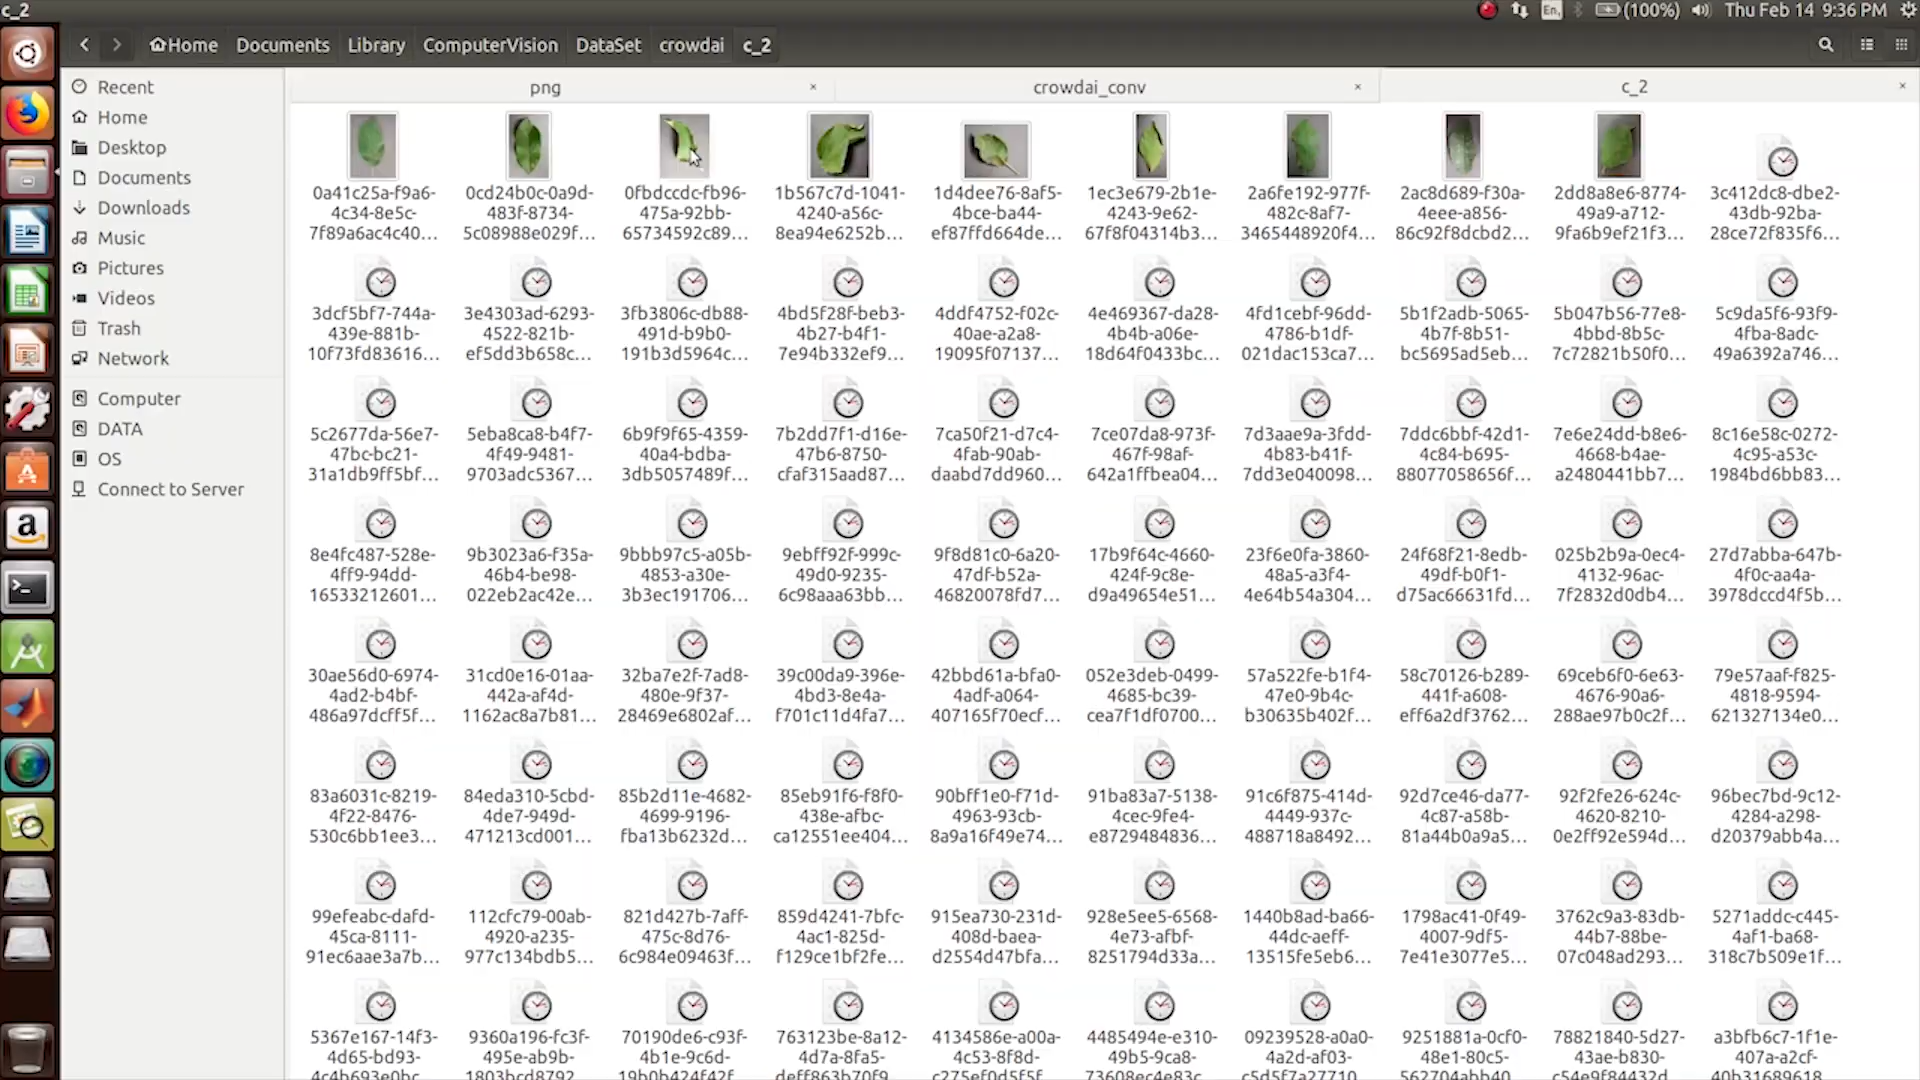 c_2
En,
(100%)
Thu Feb 14 9:36 PM
Home Documents Library ComputerVision DataSet crowdai c_2
Recent
Home
Desktop
Documents
Downloads
Music
Pictures
Videos
Trash
Network
Computer
DATA
OS
Connect to Server
png × crowdai_conv × c_2 ×
0a41c25a-f9a6- 0cd24b0c-0a9d- 0fbdccdc-fb96- 1b567c7d-1041- 1d4dee76-8af5- 1ec3e679-2b1e- 2a6fe192-977f- 2ac8d689-f30a- 2dd8a8e6-8774- 3c412dc8-dbe2-
4c34-8e5c- 483f-8734- 475a-92bb- 4240-a56c- 4bce-ba44- 4243-9e62- 482c-8af7- 4eee-a856- 49a9-a712- 43db-92ba-
7f89a6ac4c40... 5c08988e029f... 65734592c89... 8ea94e6252b... ef87ffd664de... 67f8f04314b3... 3465448920f4... 86c92f8dcbd2... 9fa6b9ef21f3... 28ce72f835f6...
3dcf5bf7-744a- 3e4303ad-6293- 3fb3806c-db88- 4bd5f28f-beb3- 4ddf4752-f02c- 4e469367-da28- 4fd1cebf-96dd- 5b1f2adb-5065- 5b047b56-77e8- 5c9da5f6-93f9-
439e-881b- 4522-821b- 491d-b9b0- 4b27-b4f1- 40ae-a2a8- 4b4b-a06e- 4786-b1df- 4b7f-8b51- 4bbd-8b5c- 4fba-8adc-
10f73fd83616... ef5dd3b658c... 191b3d5964c... 7e94b332ef9... 19095f07137... 18d64f0433bc... 021dac153ca7... bc5695ad5eb... 7c72821b50f0... 49a6392a746...
5c2677da-56e7- 5eba8ca8-b4f7- 6b9f9f65-4359- 7b2dd7f1-d16e- 7ca50f21-d7c4- 7ce07da8-973f- 7d3aae9a-3fdd- 7ddc6bbf-42d1- 7e6e24dd-b8e6- 8c16e58c-0272-
47bc-bc21- 4f49-9481- 40a4-bdba- 47b6-8750- 4fab-90ab- 467f-98af- 4b83-b41f- 4c84-b695- 4668-b4ae- 4c95-a53c-
31a1db9ff5bf... 9703adc5367... 3db5057489f... cfaf315aad87... daabd7dd960... 642a1ffbea04... 7dd3e040098... 88077058656f... a2480441bb7... 1984bd6bb83...
8e4fc487-528e- 9b3023a6-f35a- 9bbb97c5-a05b- 9ebff92f-999c- 9f8d81c0-6a20- 17b9f64c-4660- 23f6e0fa-3860- 24f68f21-8edb- 025b2b9a-0ec4- 27d7abba-647b-
4ff9-94dd- 46b4-be98- 4853-a30e- 49d0-9235- 47df-b52a- 424f-9c8e- 48a5-a3f4- 49df-b0f1- 4132-96ac- 4f0c-aa4a-
16533212601... 022eb2ac42e... 3b3ec191706... 6c98aaa63bb... 46820078fd7... d9a49654e51... 4e64b54a304... d75ac66631fd... 7f2832d0db4... 3978dccd4f5b...
30ae56d0-6974- 31cd0e16-01aa- 32ba7e2f-7ad8- 39c00da9-396e- 42bbd61a-bfa0- 052e3deb-0499- 57a522fe-b1f4- 58c70126-b289- 69ceb6f0-6e63- 79e57aaf-f825-
4ad2-b4bf- 442a-af4d- 480e-9f37- 4bd3-8e4a- 4adf-a064- 4685-bc39- 47e0-9b4c- 441f-a608- 4676-90a6- 4818-9594-
486a97dcff5f... 1162ac8a7b81... 28469e6802af... f701c11d4fa7... 407165f70ecf... cea7f1df0700... b30635b402f... eff6a2df3762... 288ae97b0c2f... 621327134e0...
83a6031c-8219- 84eda310-5cbd- 85b2d11e-4682- 85eb91f6-f8f0- 90bff1e0-f71d- 91ba83a7-5138- 91c6f875-414d- 92d7ce46-da77- 92f2fe26-624c- 96bec7bd-9c12-
4f22-8476- 4de7-949d- 4699-9196- 438e-afbc- 4963-93cb- 4cec-9fe4- 4449-937c- 4c87-a58b- 4620-8210- 4284-a298-
530c6bb1ee3... 471213cd001... fba13b6232d... ca12551ee404... 8a9a16f49e74... e8729484836... 488718a8492... 81a44b0a9a5... 0e2ff92e594d... d20379abb4a...
99efeabc-dafd- 112cfc79-00ab- 821d427b-7aff- 859d4241-7bfc- 915ea730-231d- 928e5ee5-6568- 1440b8ad-ba66- 1798ac41-0f49- 3762c9a3-83db- 5271addc-c445-
45ca-8111- 4920-a235- 475c-8d76- 4ac1-825d- 408d-baea- 4e73-afbf- 44dc-aeff- 4007-9df5- 44b7-88be- 4af1-ba68-
91ec6aae3a7b... 977c134bdb5... 6c984e09463f... f129ce1bf2fe... d2554d47bfa... 8251794d33a... 13515fe5eb6... 7e41e3077e5... 07c048ad293... 318c7b509e1f...
5367e167-14f3- 9360a196-fc3f- 70190de6-c93f- 763123be-8a12- 4134586e-a00a- 4485494e-e310- 09239528-a0a0- 9251881a-0cf0- 78821840-5d27- a3bfb6c7-1f1e-
4d65-bd93- 495e-ab9b- 4b1e-9c6d- 4d7a-8fa5- 4c53-8f8d- 49b5-9ca8- 4a2d-af03- 48e1-80c5- 43ae-b830- 407a-a2cf-